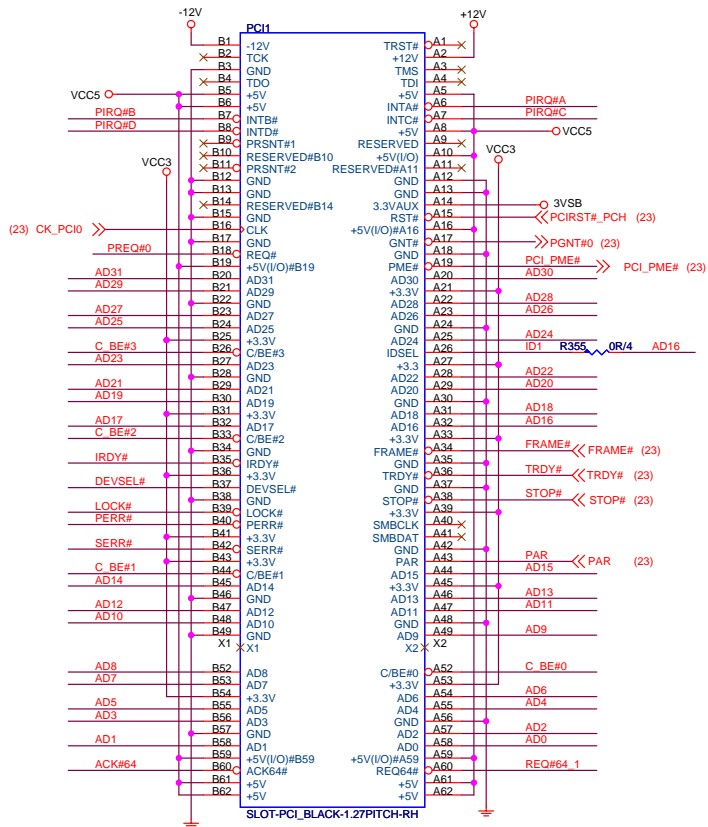 -12V +12V
PCI1
B1 -12V TRST# A1
B2 TCK +12V A2
B3 GND TMS A3
B4 TDO TDI A4
VCC5 B5 +5V +5V A5
B6 +5V INTA# A6 PIRQ#A
PIRQ#B B7 INTB# INTC# A7 PIRQ#C
PIRQ#D B8 INTD# +5V A8 VCC5
B9 PRSNT#1 RESERVED A9
B10 RESERVED#B10 +5V(I/O) A10
VCC3 B11 PRSNT#2 RESERVED#A11 A11 VCC3
B12 GND GND A12
B13 GND GND A13
B14 RESERVED#B14 3.3VAUX A14 3VSB
B15 GND RST# A15 PCIRST#_PCH (23)
(23) CK_PCI0 B16 CLK +5V(I/O)#A16 A16
B17 GND GNT# A17 PGNT#0 (23)
PREQ#0 B18 REQ# GND A18
B19 +5V(I/O)#B19 PME# A19 PCI_PME# PCI_PME# (23)
AD31 B20 AD31 AD30 A20 AD30
AD29 B21 AD29 +3.3V A21
B22 GND AD28 A22 AD28
AD27 B23 AD27 AD26 A23 AD26
AD25 B24 AD25 GND A24
B25 +3.3V AD24 A25 AD24
C_BE#3 B26 C/BE#3 IDSEL A26 ID1 R355 0R/4 AD16
AD23 B27 AD23 +3.3 A27
B28 GND AD22 A28 AD22
AD21 B29 AD21 AD20 A29 AD20
AD19 B30 AD19 GND A30
B31 +3.3V AD18 A31 AD18
AD17 B32 AD17 AD16 A32 AD16
C_BE#2 B33 C/BE#2 +3.3V A33
B34 GND FRAME# A34 FRAME# FRAME# (23)
IRDY# B35 IRDY# GND A35
B36 +3.3V TRDY# A36 TRDY# TRDY# (23)
DEVSEL# B37 DEVSEL# GND A37
B38 GND STOP# A38 STOP# STOP# (23)
LOCK# B39 LOCK# +3.3V A39
PERR# B40 PERR# SMBCLK A40
B41 +3.3V SMBDAT A41
SERR# B42 SERR# GND A42
B43 +3.3V PAR A43 PAR PAR (23)
C_BE#1 B44 C/BE#1 AD15 A44 AD15
AD14 B45 AD14 +3.3V A45
B46 GND AD13 A46 AD13
AD12 B47 AD12 AD11 A47 AD11
AD10 B48 AD10 GND A48
B49 GND AD9 A49 AD9
X1 X1 X2 X2
AD8 B52 AD8 C/BE#0 A52 C_BE#0
AD7 B53 AD7 +3.3V A53
B54 +3.3V AD6 A54 AD6
AD5 B55 AD5 AD4 A55 AD4
AD3 B56 AD3 GND A56
B57 GND AD2 A57 AD2
AD1 B58 AD1 AD0 A58 AD0
B59 +5V(I/O)#B59 +5V(I/O)#A59 A59
ACK#64 B60 ACK64# REQ64# A60 REQ#64_1
B61 +5V +5V A61
B62 +5V +5V A62
SLOT-PCI_BLACK-1.27PITCH-RH